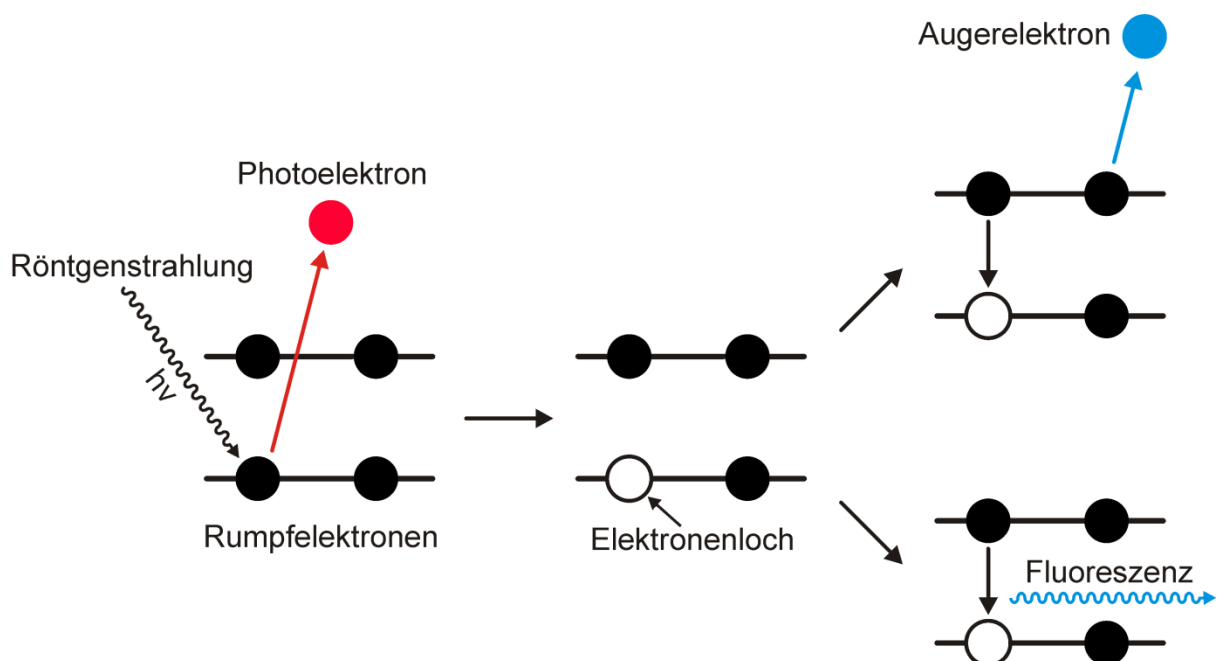 Augerelektron
Photoelektron
Röntgenstrahlung
hν
Rumpfelektronen
Elektronenloch
Fluoreszenz